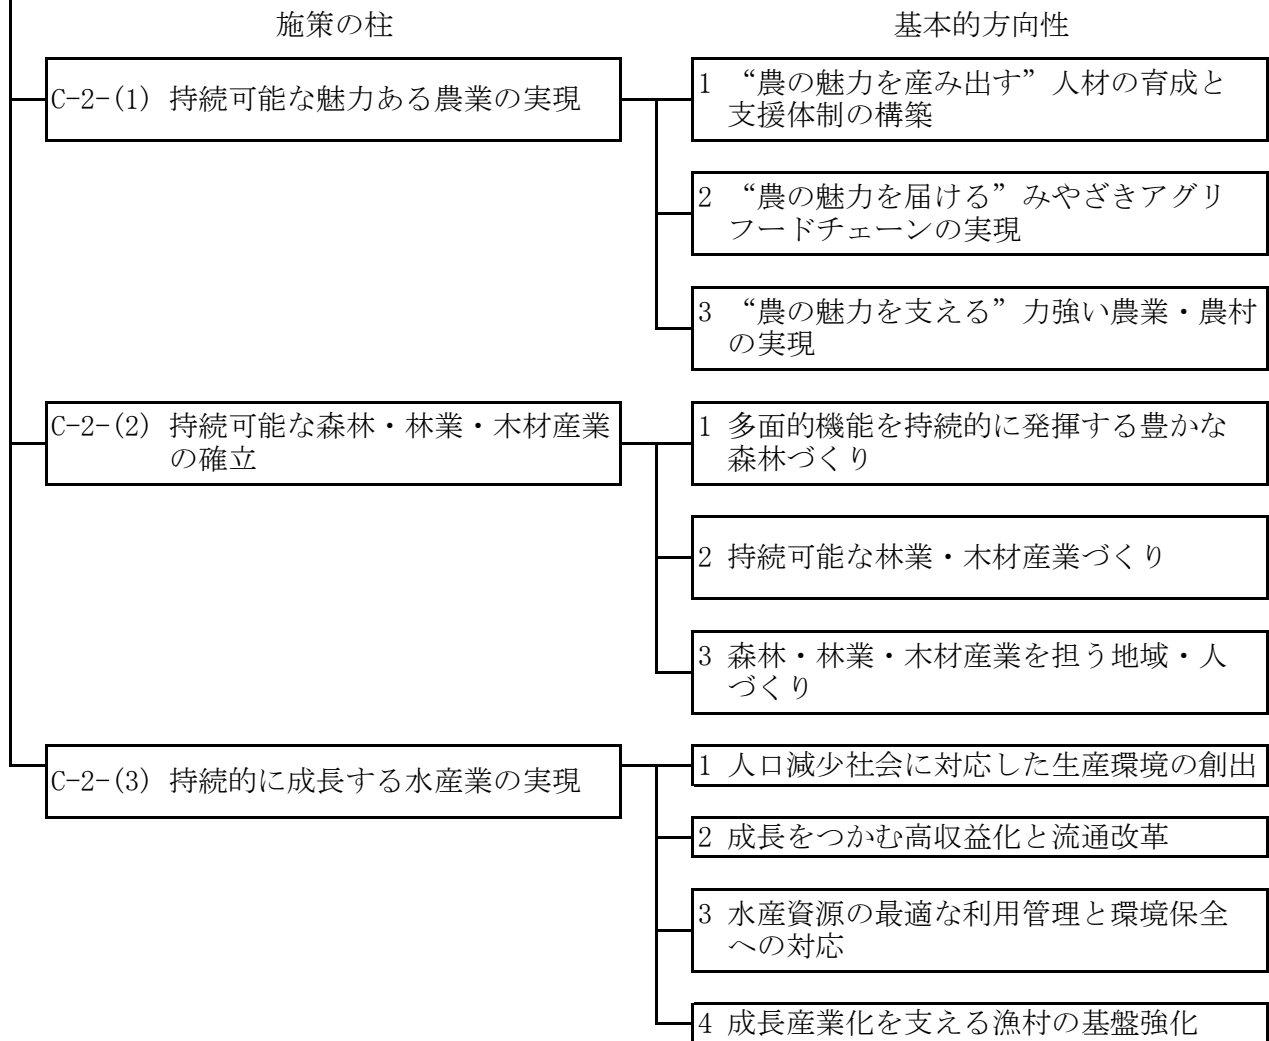 施策の柱
基本的方向性
C-2-(1) 持続可能な魅力ある農業の実現
1 “農の魅力を産み出す”人材の育成と
支援体制の構築
2 “農の魅力を届ける”みやざきアグリ
フードチェーンの実現
3 “農の魅力を支える”力強い農業・農村
の実現
C-2-(2) 持続可能な森林・林業・木材産業
の確立
1 多面的機能を持続的に発揮する豊かな
森林づくり
2 持続可能な林業・木材産業づくり
3 森林・林業・木材産業を担う地域・人
づくり
C-2-(3) 持続的に成長する水産業の実現
1 人口減少社会に対応した生産環境の創出
2 成長をつかむ高収益化と流通改革
3 水産資源の最適な利用管理と環境保全
への対応
4 成長産業化を支える漁村の基盤強化